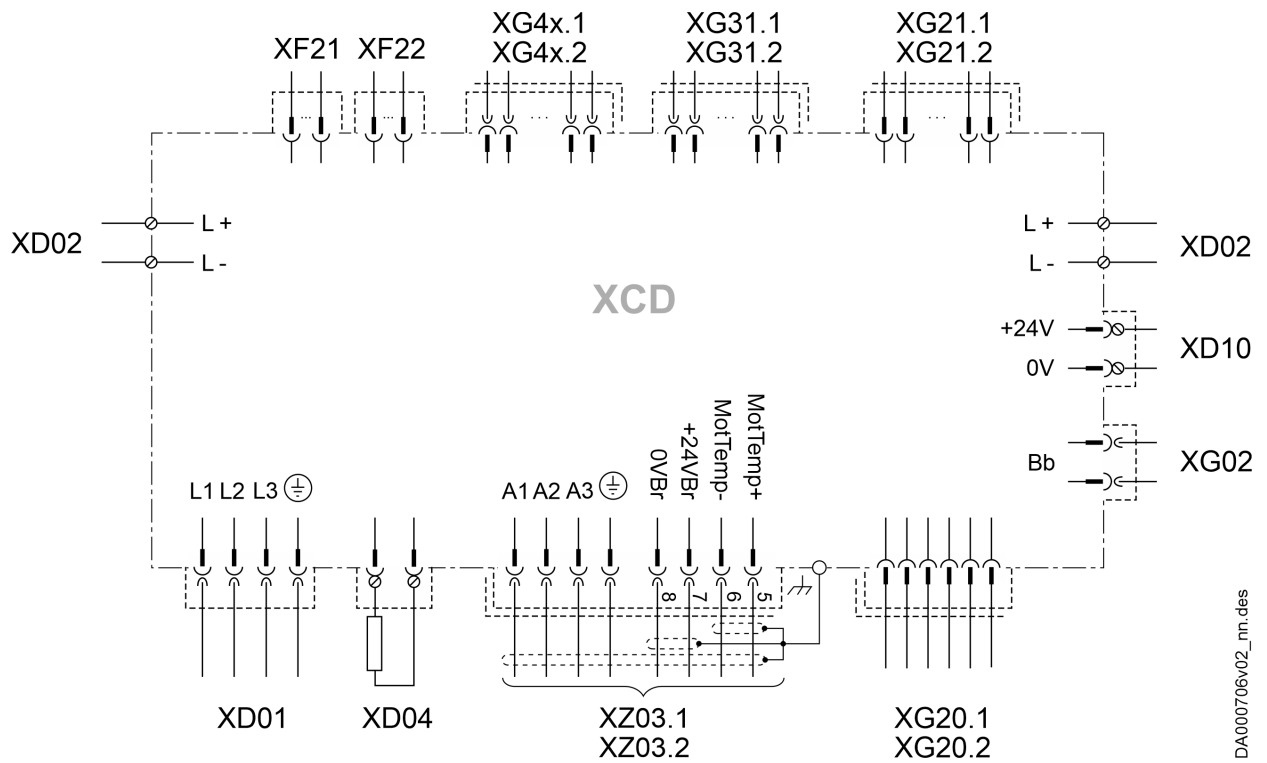 XF21 XF22 XG4x.1 XG31.1 XG21.1
XG4x.2 XG31.2 XG21.2
... ... ... ... ...
XD02 L + L + XD02
L - L -
XCD
+24V XD10
0V
Bb XG02
L1 L2 L3 A1 A2 A3 0VBr +24VBr MotTemp- MotTemp+
8 7 6 5
XD01 XD04 XZ03.1 XG20.1
XZ03.2 XG20.2
DA000706v02_nn.des